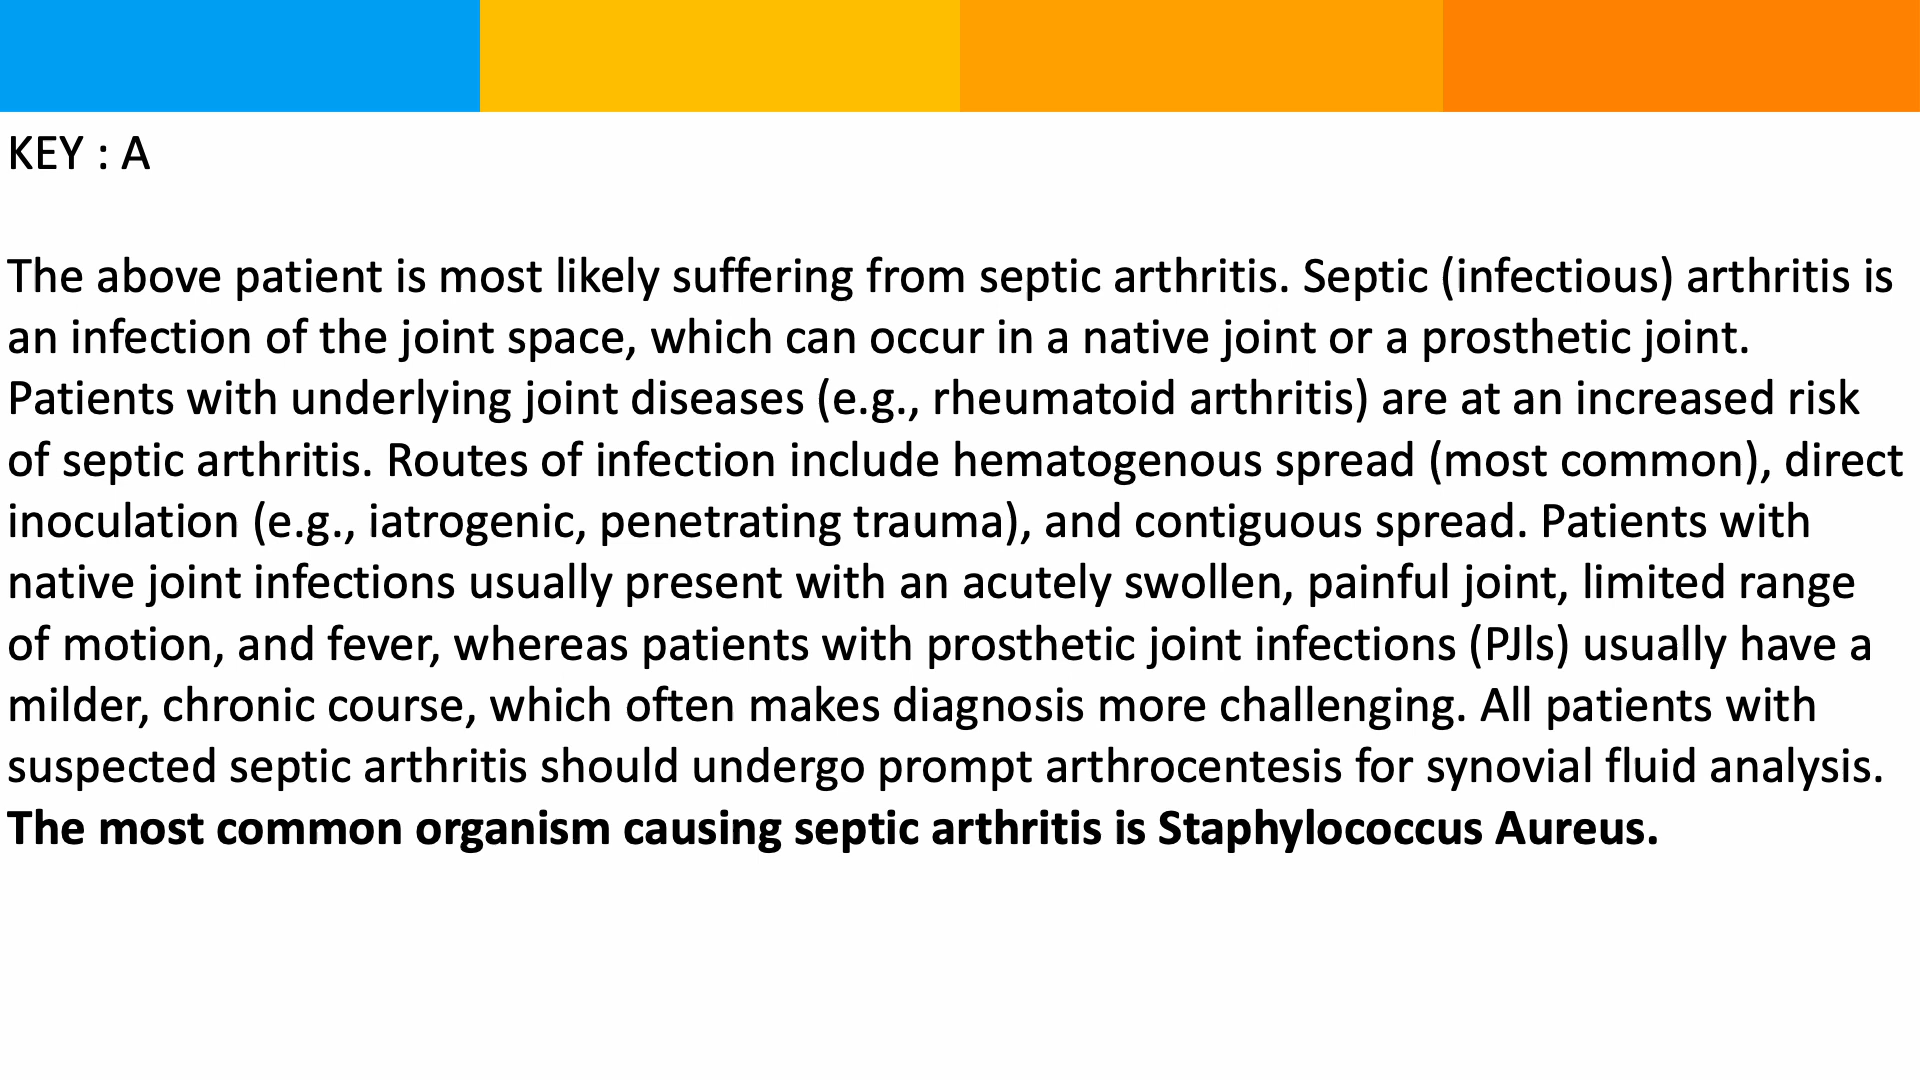 KEY : A
The above patient is most likely suffering from septic arthritis. Septic (infectious) arthritis is
an infection of the joint space, which can occur in a native joint or a prosthetic joint.
Patients with underlying joint diseases (e.g., rheumatoid arthritis) are at an increased risk
of septic arthritis. Routes of infection include hematogenous spread (most common), direct
inoculation (e.g., iatrogenic, penetrating trauma), and contiguous spread. Patients with
native joint infections usually present with an acutely swollen, painful joint, limited range
of motion, and fever, whereas patients with prosthetic joint infections (PJls) usually have a
milder, chronic course, which often makes diagnosis more challenging. All patients with
suspected septic arthritis should undergo prompt arthrocentesis for synovial fluid analysis.
The most common organism causing septic arthritis is Staphylococcus Aureus.